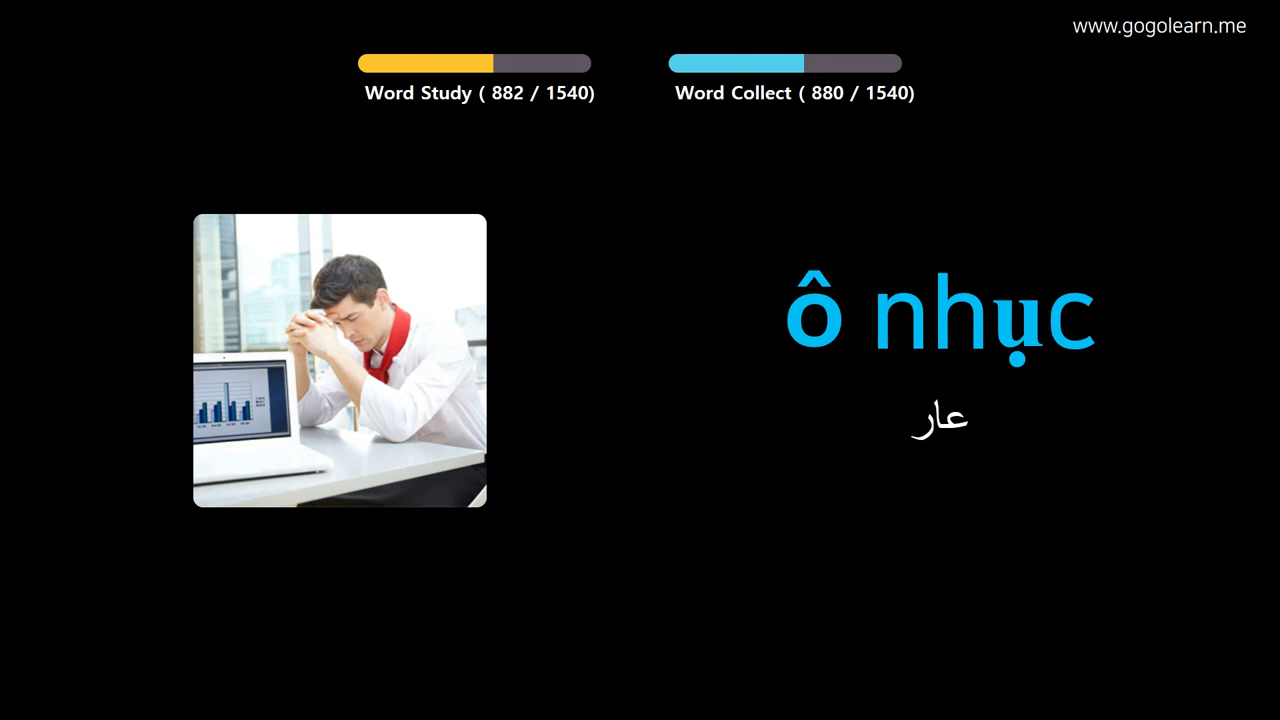 www.gogolearn.me
Word Study ( 882 / 1540)
Word Collect ( 880 / 1540)
ô nhục
عار